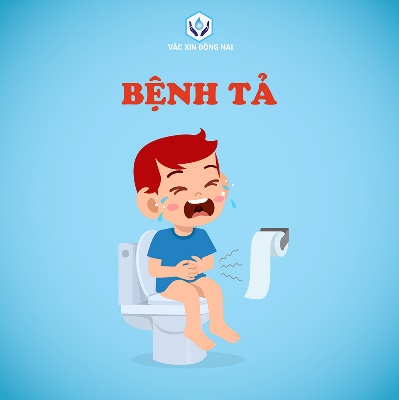 VẮC XIN ĐỒNG NAI
BỆNH TẢ